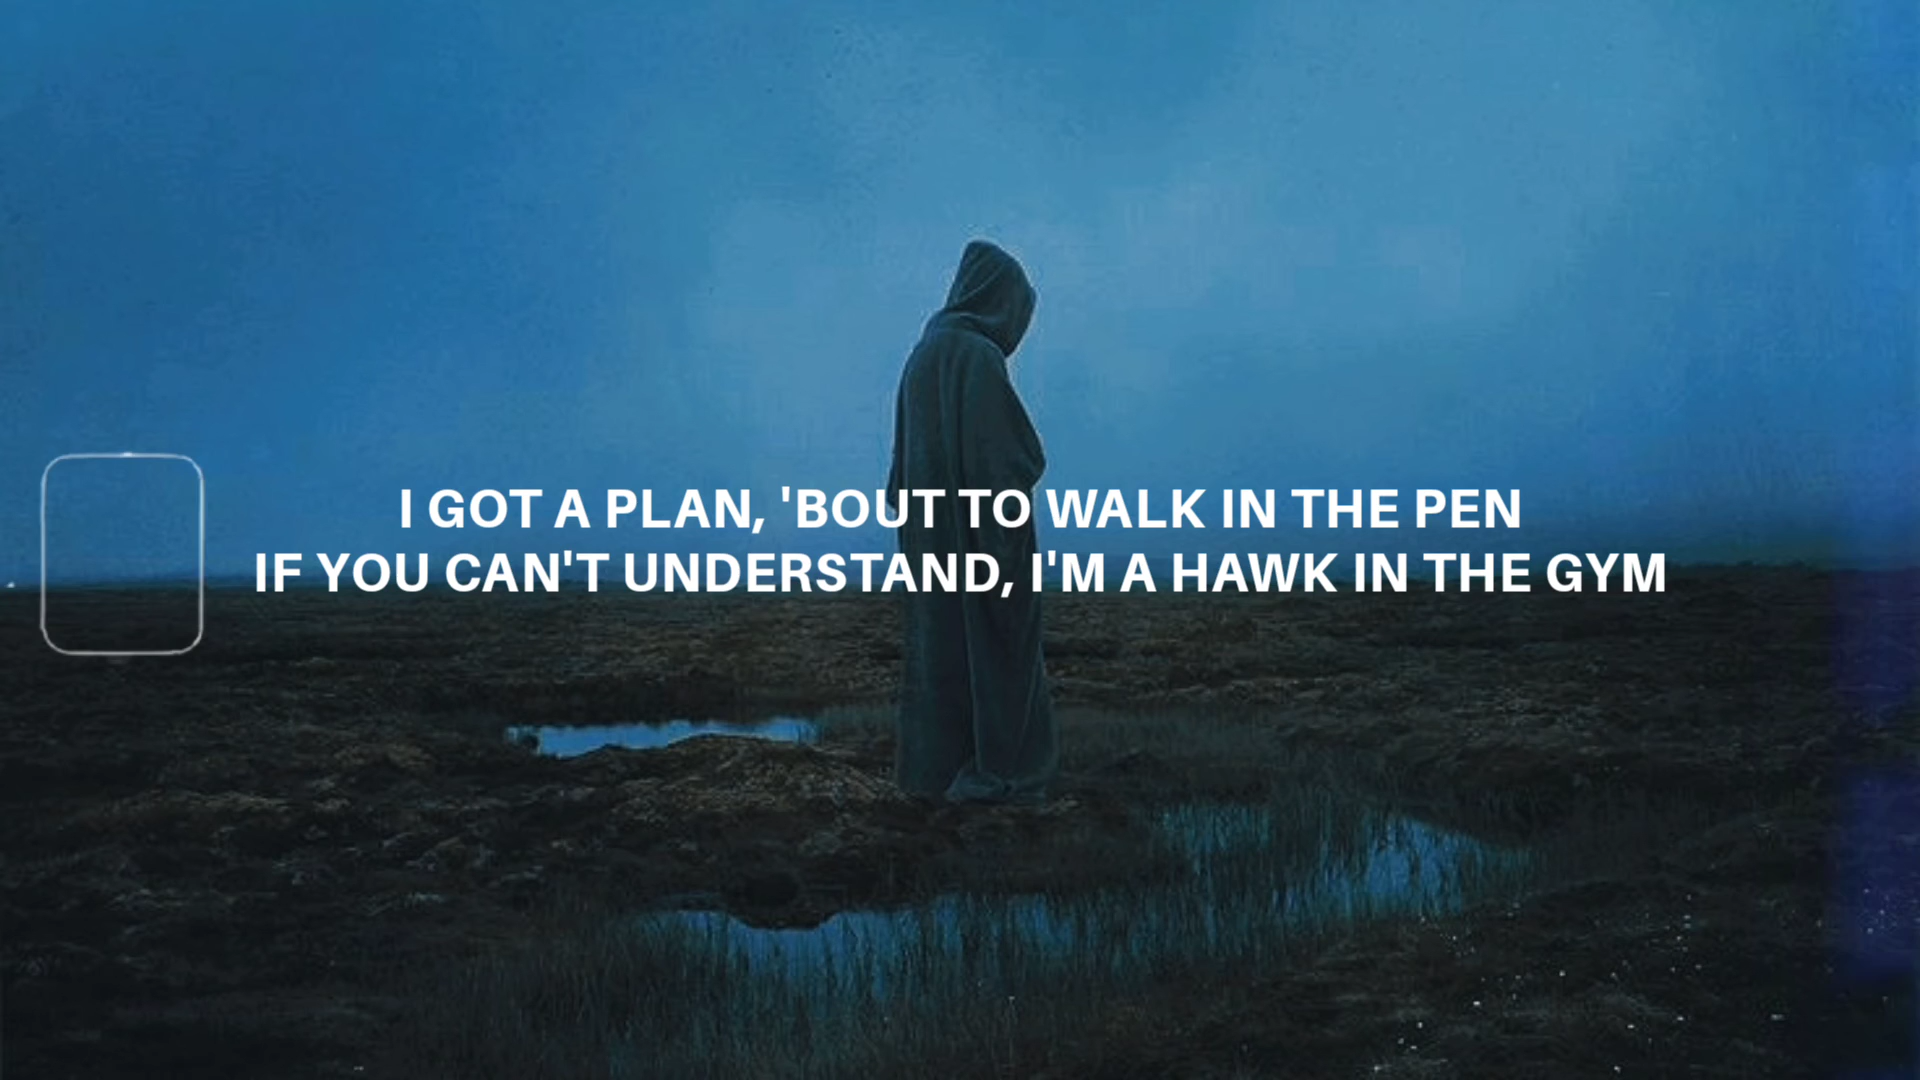 I GOT A PLAN, 'BOUT TO WALK IN THE PEN
IF YOU CAN'T UNDERSTAND, I'M A HAWK IN THE GYM